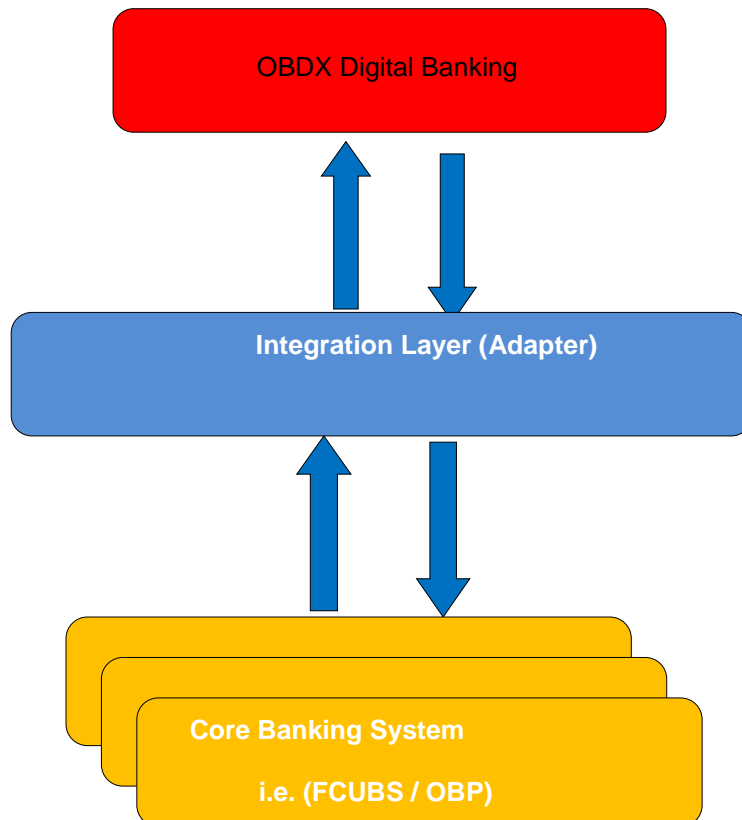 OBDX Digital Banking
Integration Layer (Adapter)
Core Banking System
i.e. (FCUBS / OBP)